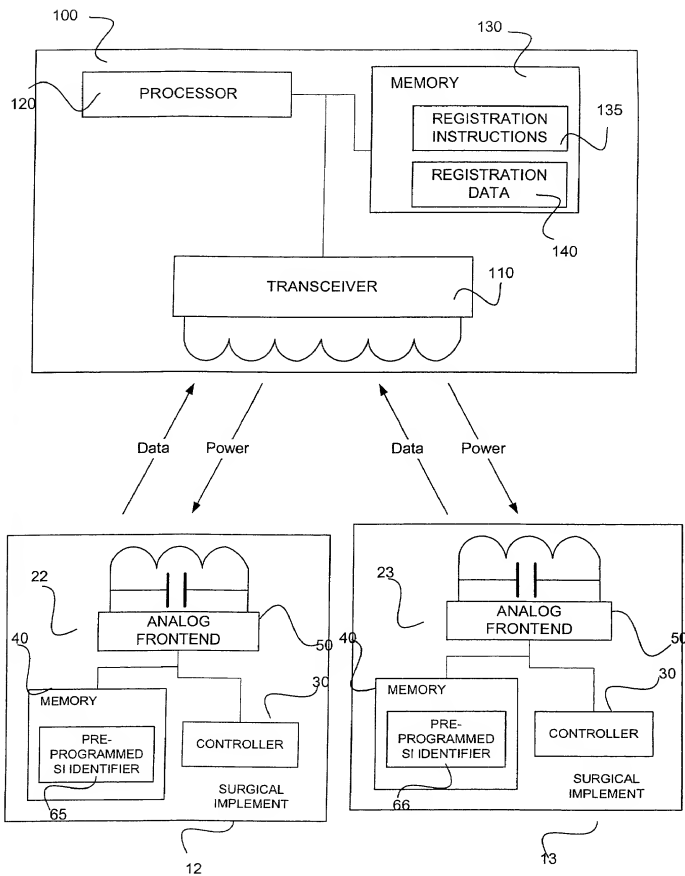 100
130
MEMORY
PROCESSOR
120
REGISTRATION
INSTRUCTIONS
135
REGISTRATION
DATA
140
110
TRANSCEIVER
Data
Power
Data
Power
22
ANALOG
FRONTEND
50
40
30
MEMORY
PRE-
PROGRAMMED
SI IDENTIFIER
CONTROLLER
SURGICAL
IMPLEMENT
65
12
23
ANALOG
FRONTEND
50
40
30
MEMORY
PRE-
PROGRAMMED
SI IDENTIFIER
CONTROLLER
SURGICAL
IMPLEMENT
66
13